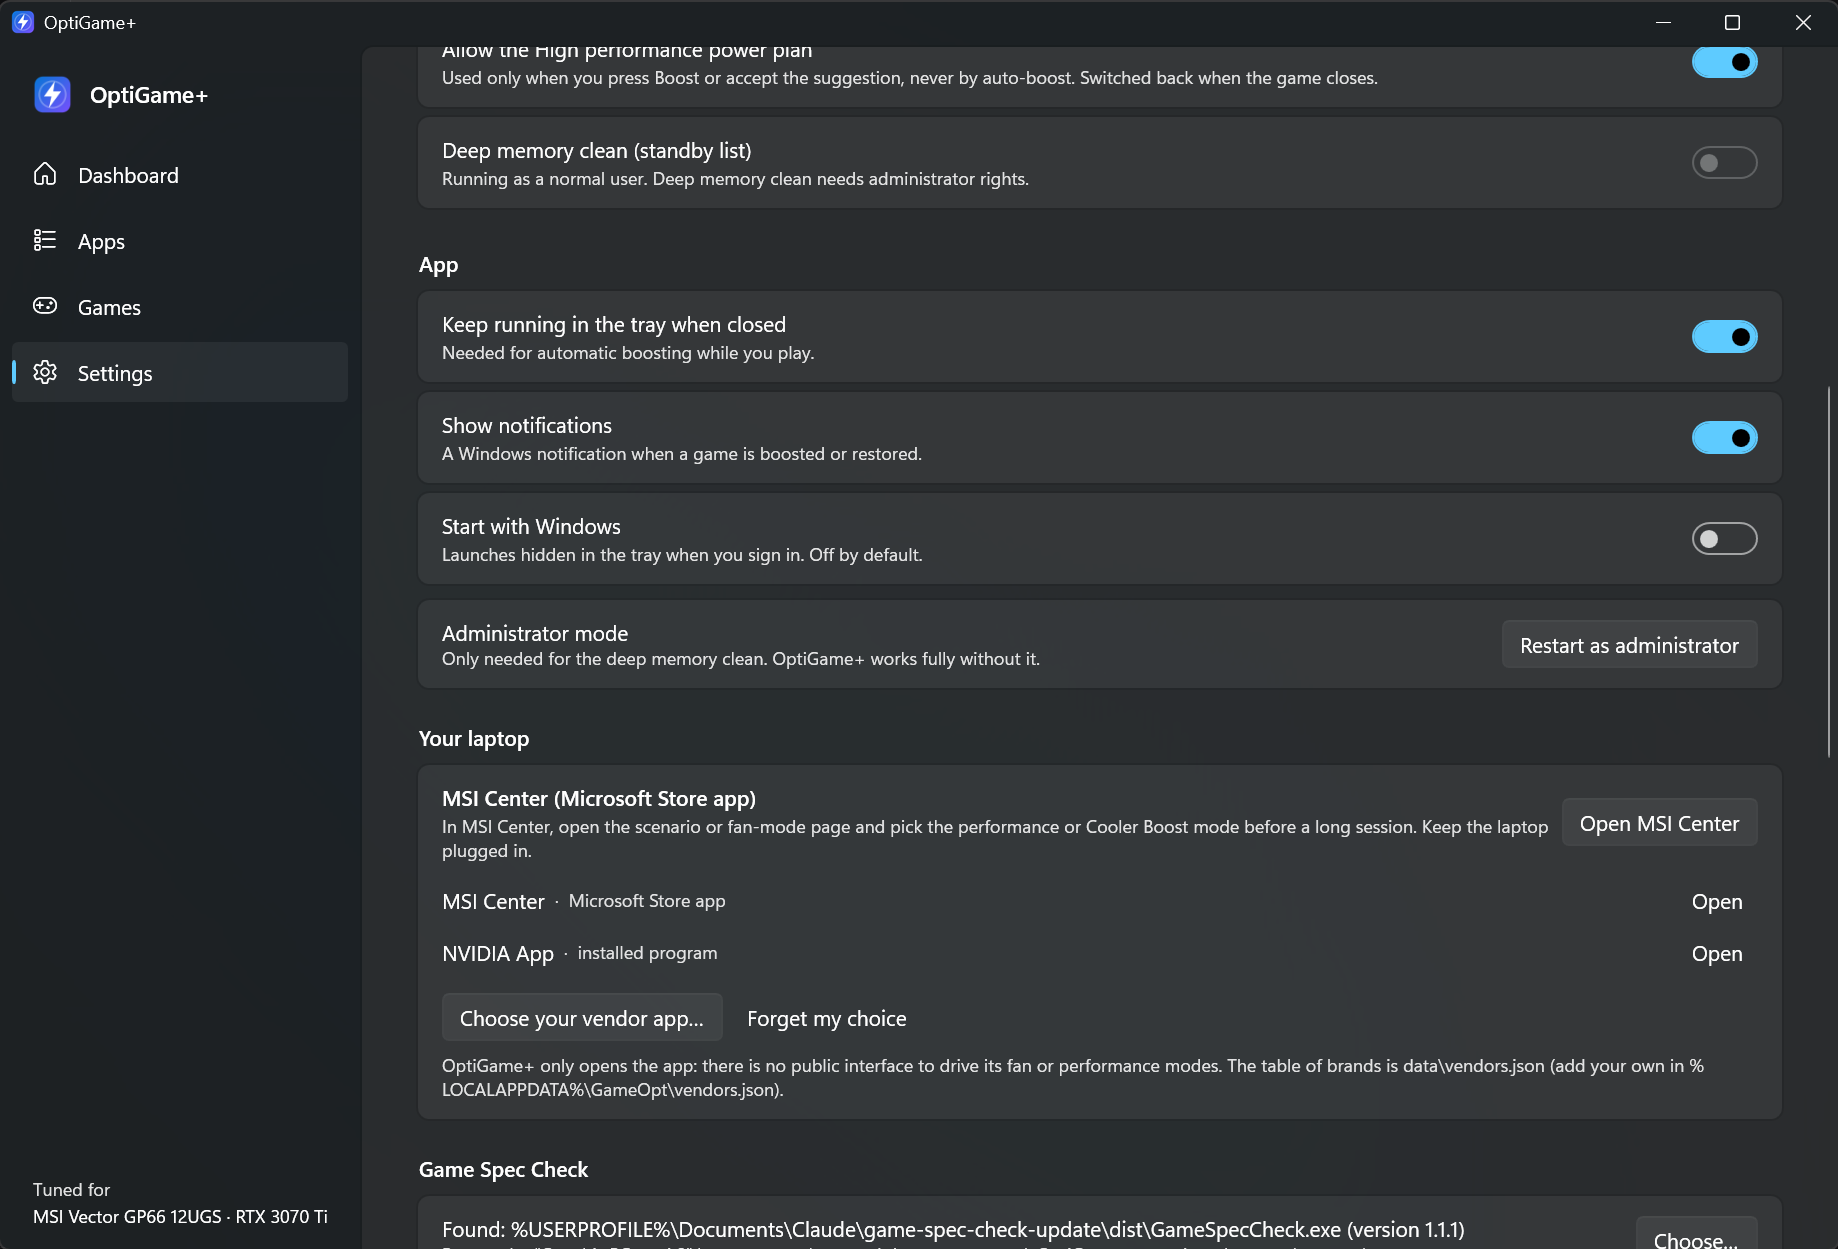 OptiGame+
OptiGame+
Dashboard
Apps
Games
Settings
Tuned for
MSI Vector GP66 12UGS · RTX 3070 Ti
Allow the High performance power plan
Used only when you press Boost or accept the suggestion, never by auto-boost. Switched back when the game closes.
Deep memory clean (standby list)
Running as a normal user. Deep memory clean needs administrator rights.
App
Keep running in the tray when closed
Needed for automatic boosting while you play.
Show notifications
A Windows notification when a game is boosted or restored.
Start with Windows
Launches hidden in the tray when you sign in. Off by default.
Administrator mode
Only needed for the deep memory clean. OptiGame+ works fully without it.
Restart as administrator
Your laptop
MSI Center (Microsoft Store app)
In MSI Center, open the scenario or fan-mode page and pick the performance or Cooler Boost mode before a long session. Keep the laptop
plugged in.
Open MSI Center
MSI Center · Microsoft Store app
Open
NVIDIA App · installed program
Open
Choose your vendor app...
Forget my choice
OptiGame+ only opens the app: there is no public interface to drive its fan or performance modes. The table of brands is data\vendors.json (add your own in %
LOCALAPPDATA%\GameOpt\vendors.json).
Game Spec Check
Found: %USERPROFILE%\Documents\Claude\game-spec-check-update\dist\GameSpecCheck.exe (version 1.1.1)
Choose...